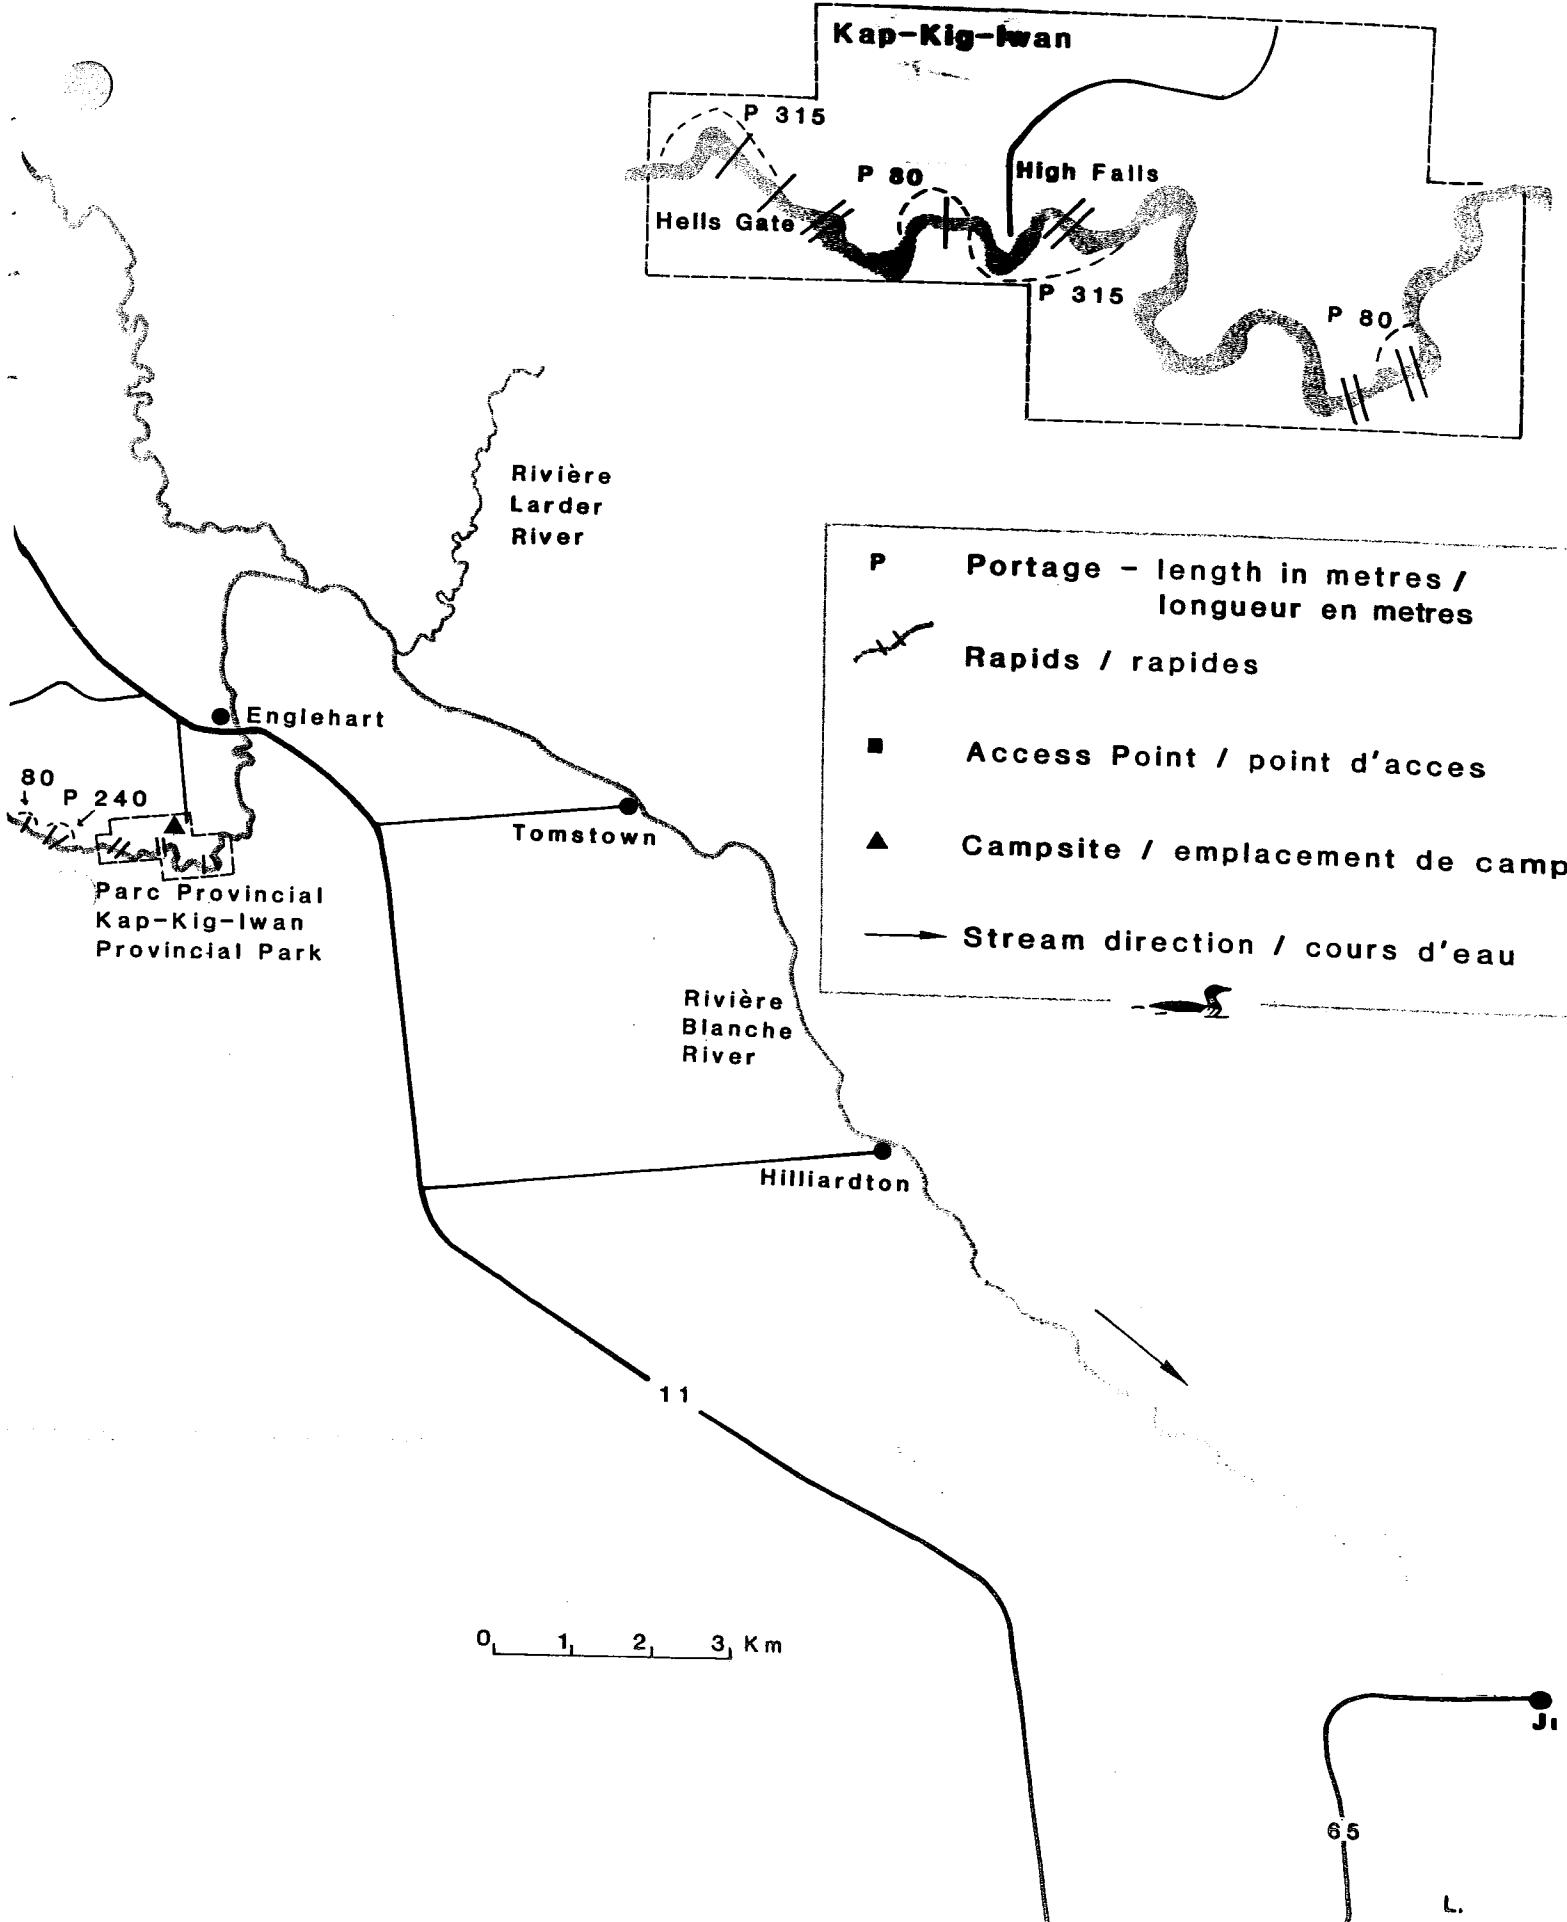 Kap-Kig-Iwan
P 315
P 80
High Falls
Hells Gate
P 315
P 80
Rivière
Larder
River
P Portage - length in metres /
longueur en metres
Rapids / rapides
Access Point / point d'acces
Campsite / emplacement de camp
Stream direction / cours d'eau
Englehart
80
P 240
Tomstown
Parc Provincial
Kap-Kig-Iwan
Provincial Park
Rivière
Blanche
River
Hilliardton
11
0 1 2 3 Km
65
L.